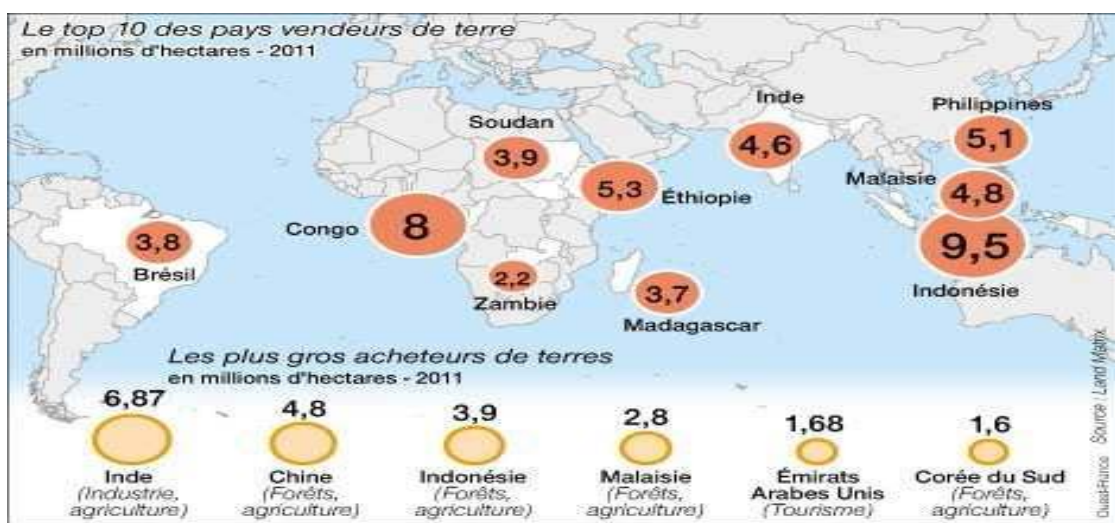 Le top 10 des pays vendeurs de terre
en millions d'hectares - 2011
Inde
4,6
Philippines
5,1
Soudan
3,9
5,3
Éthiopie
Malaisie
4,8
Congo
8
3,8
Brésil
9,5
Indonésie
2,2
Zambie
3,7
Madagascar
Les plus gros acheteurs de terres
en millions d'hectares - 2011
6,87
Inde
(Industrie,
agriculture)
4,8
Chine
(Forêts,
agriculture)
3,9
Indonésie
(Forêts,
agriculture)
2,8
Malaisie
(Forêts,
agriculture)
1,68
Émirats
Arabes Unis
(Tourisme)
1,6
Corée du Sud
(Forêts,
agriculture)
Ouest-France Source : Land Matrix